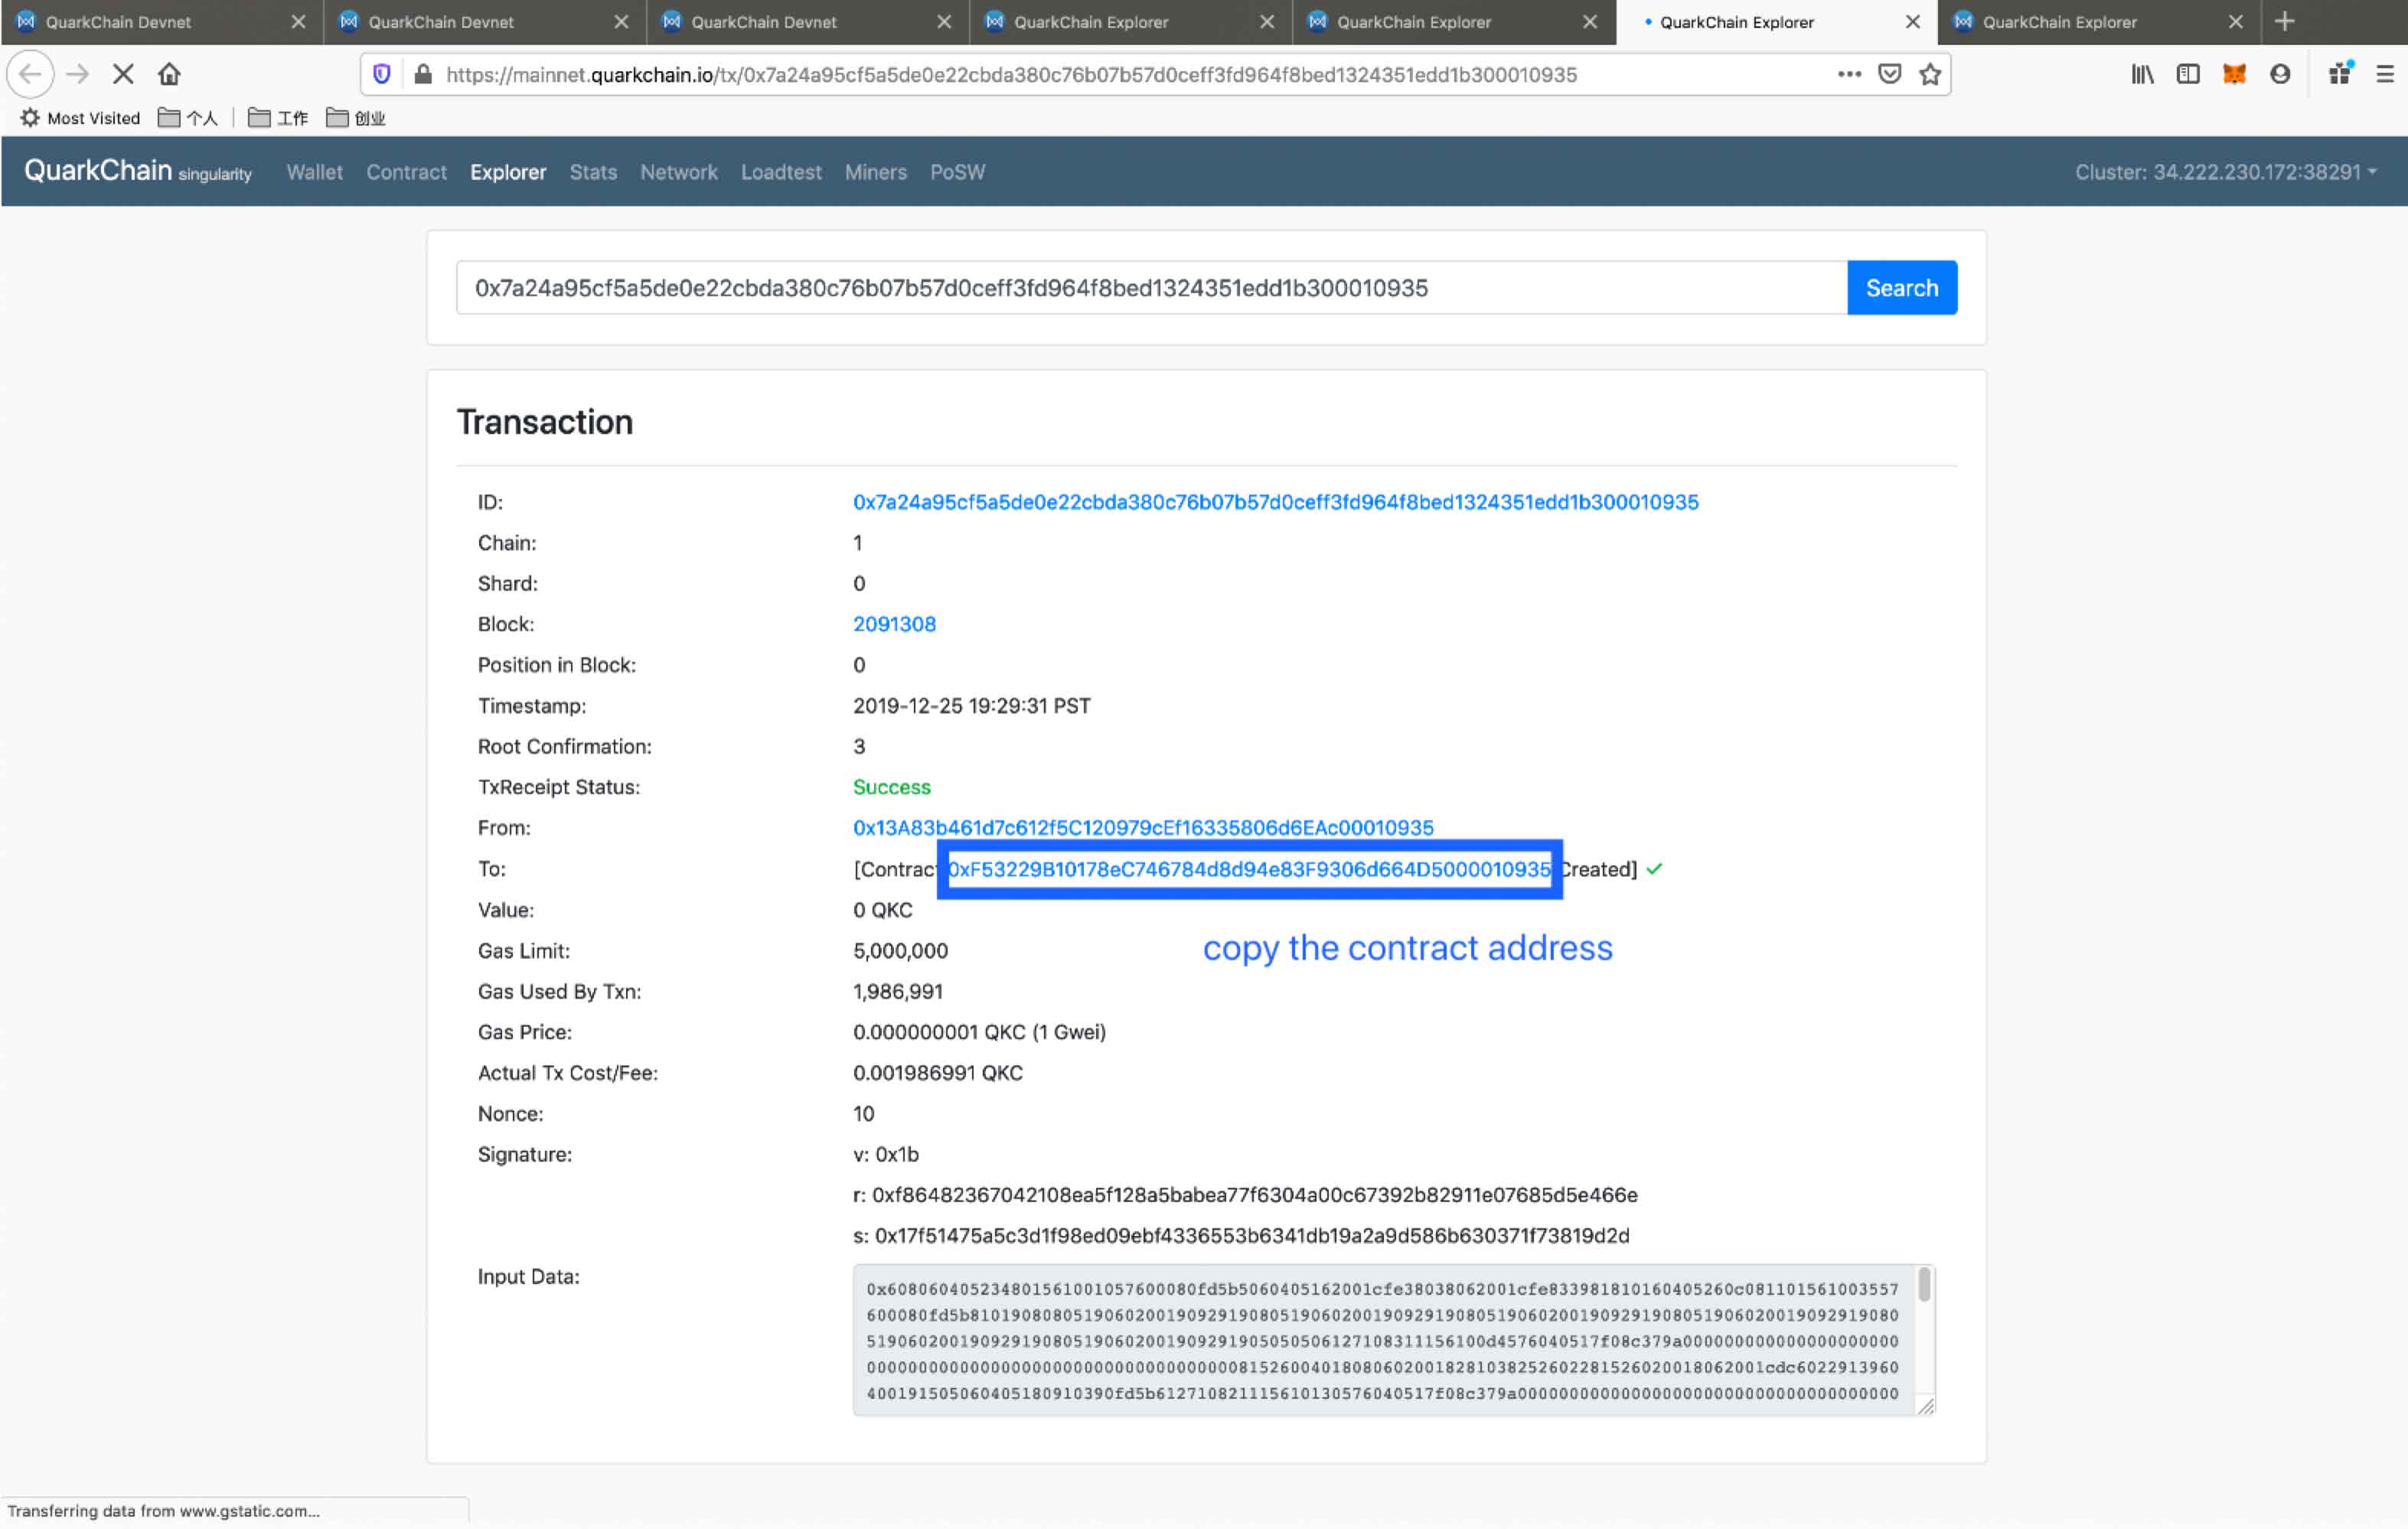 QuarkChain Devnet QuarkChain Devnet QuarkChain Devnet QuarkChain Explorer QuarkChain Explorer QuarkChain Explorer QuarkChain Explorer
https://mainnet.quarkchain.io/tx/0x7a24a95cf5a5de0e22cbda380c76b07b57d0ceff3fd964f8bed1324351edd1b300010935
Most Visited 个人 工作 创业
QuarkChain singularity Wallet Contract Explorer Stats Network Loadtest Miners PoSW Cluster: 34.222.230.172:38291
0x7a24a95cf5a5de0e22cbda380c76b07b57d0ceff3fd964f8bed1324351edd1b300010935 Search
Transaction
ID: 0x7a24a95cf5a5de0e22cbda380c76b07b57d0ceff3fd964f8bed1324351edd1b300010935
Chain: 1
Shard: 0
Block: 2091308
Position in Block: 0
Timestamp: 2019-12-25 19:29:31 PST
Root Confirmation: 3
TxReceipt Status: Success
From: 0x13A83b461d7c612f5C120979cEf16335806d6EAc00010935
To: [Contrac 0xF53229B10178eC746784d8d94e83F9306d664D5000010935 Created] ✓
Value: 0 QKC
copy the contract address
Gas Limit: 5,000,000
Gas Used By Txn: 1,986,991
Gas Price: 0.000000001 QKC (1 Gwei)
Actual Tx Cost/Fee: 0.001986991 QKC
Nonce: 10
Signature: v: 0x1b
r: 0xf86482367042108ea5f128a5babea77f6304a00c67392b82911e07685d5e466e
s: 0x17f51475a5c3d1f98ed09ebf4336553b6341db19a2a9d586b630371f73819d2d
Input Data: 0x608060405234801561001057600080fd5b5060405162001cfe38038062001cfe833981810160405260c0811015610035576
600080fd5b810190808051906020019092919080519060200190929190805190602001909291908051906020019092919080
519060200190929190805190602001909291905050506127108311156100d4576040517f08c379a000000000000000000000
000000000000000000000000000000000000815260040180806020018281038252602281526020018062001cdc6022913960
400191505060405180910390fd5b612710821115610130576040517f08c379a0000000000000000000000000000000000000
Transferring data from www.gstatic.com...